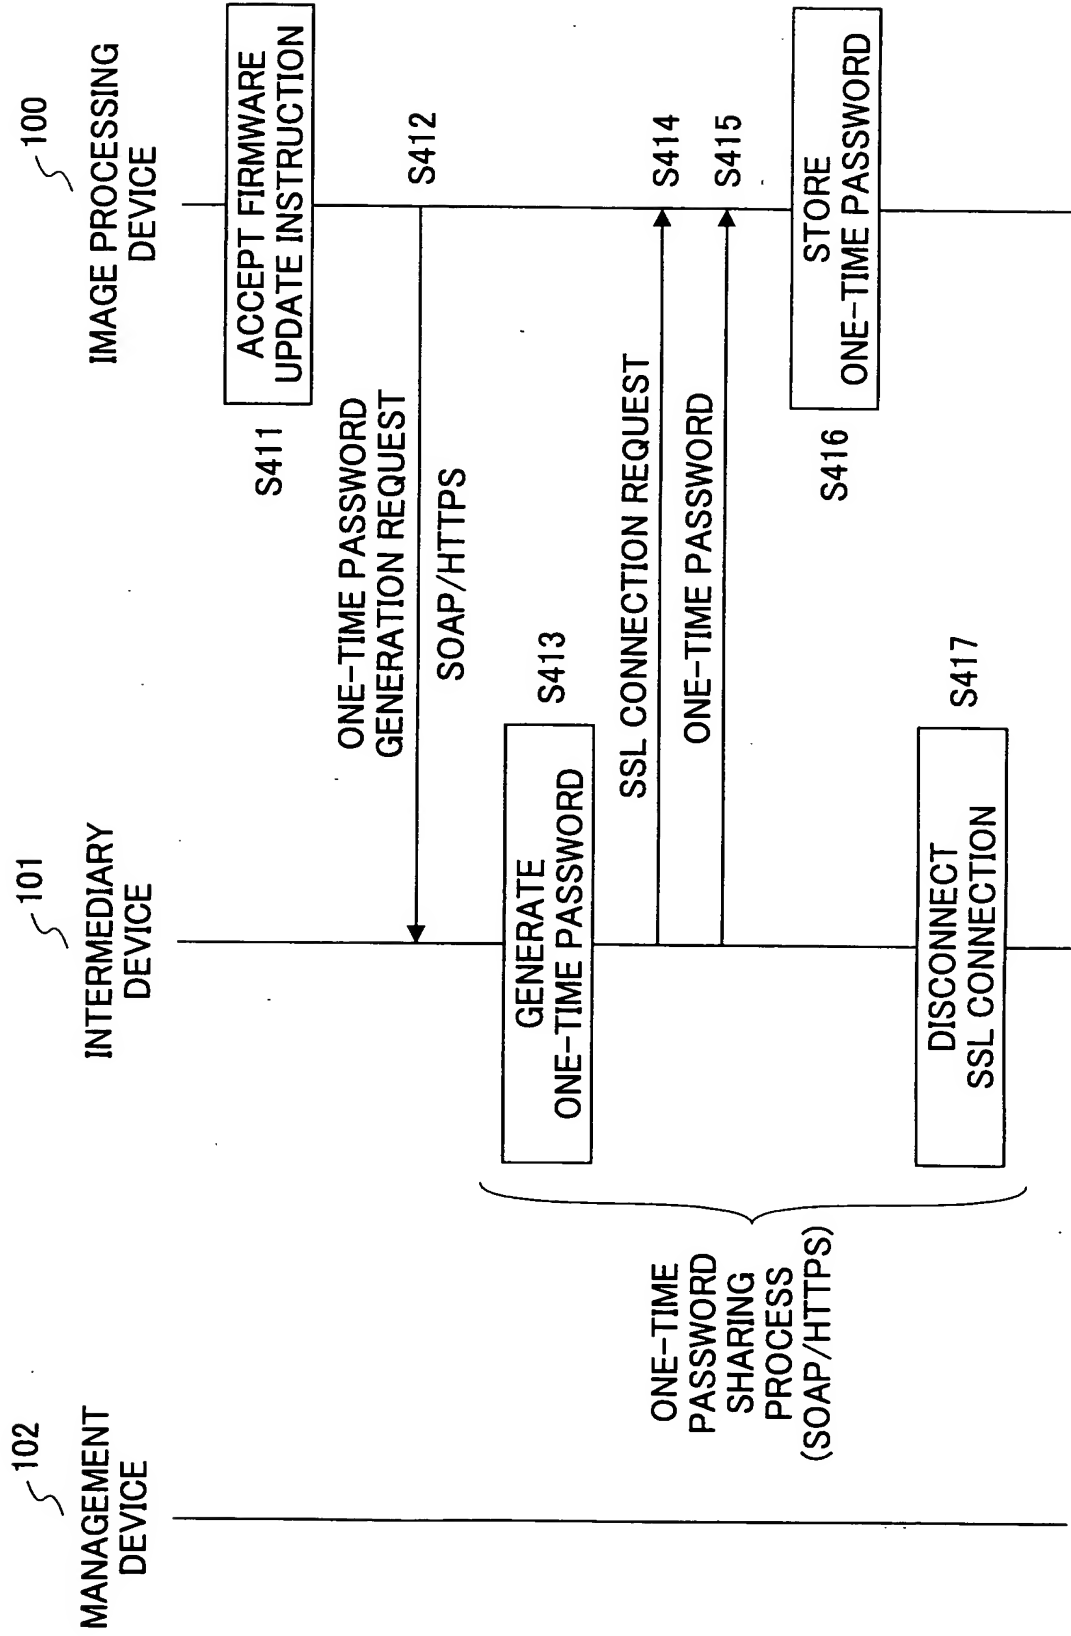 102
MANAGEMENT
DEVICE
101
INTERMEDIARY
DEVICE
100
IMAGE PROCESSING
DEVICE
S411
ACCEPT FIRMWARE
UPDATE INSTRUCTION
ONE-TIME PASSWORD
GENERATION REQUEST
S412
SOAP/HTTPS
GENERATE
ONE-TIME PASSWORD
S413
SSL CONNECTION REQUEST
S414
ONE-TIME PASSWORD
S415
ONE-TIME
PASSWORD
SHARING
PROCESS
(SOAP/HTTPS)
S416
STORE
ONE-TIME PASSWORD
DISCONNECT
SSL CONNECTION
S417